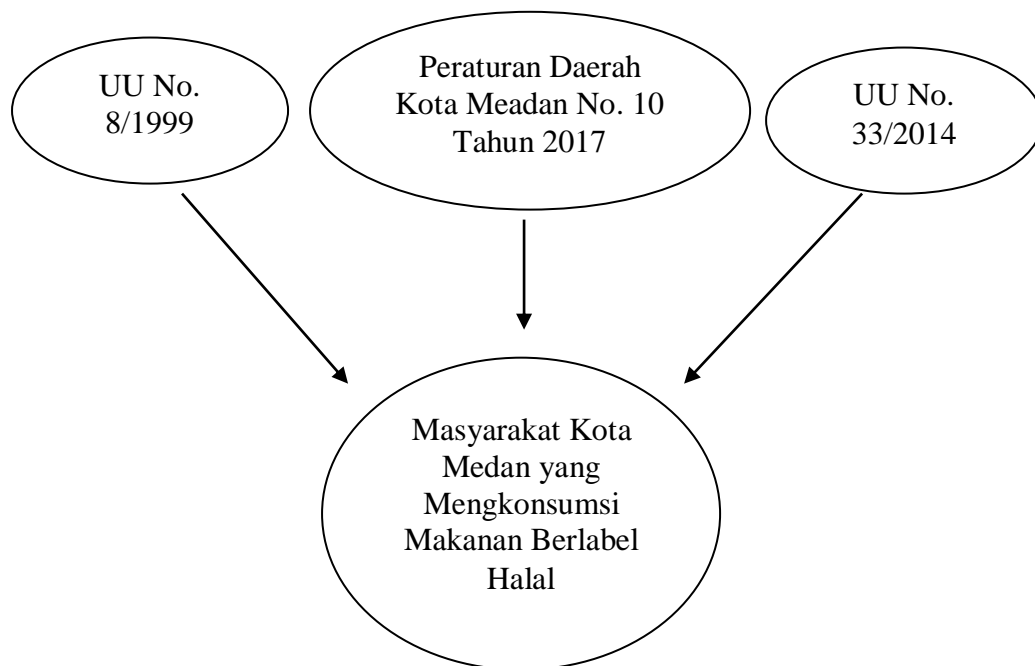 UU No.
8/1999
Peraturan Daerah
Kota Meadan No. 10
Tahun 2017
UU No.
33/2014
Masyarakat Kota
Medan yang
Mengkonsumsi
Makanan Berlabel
Halal